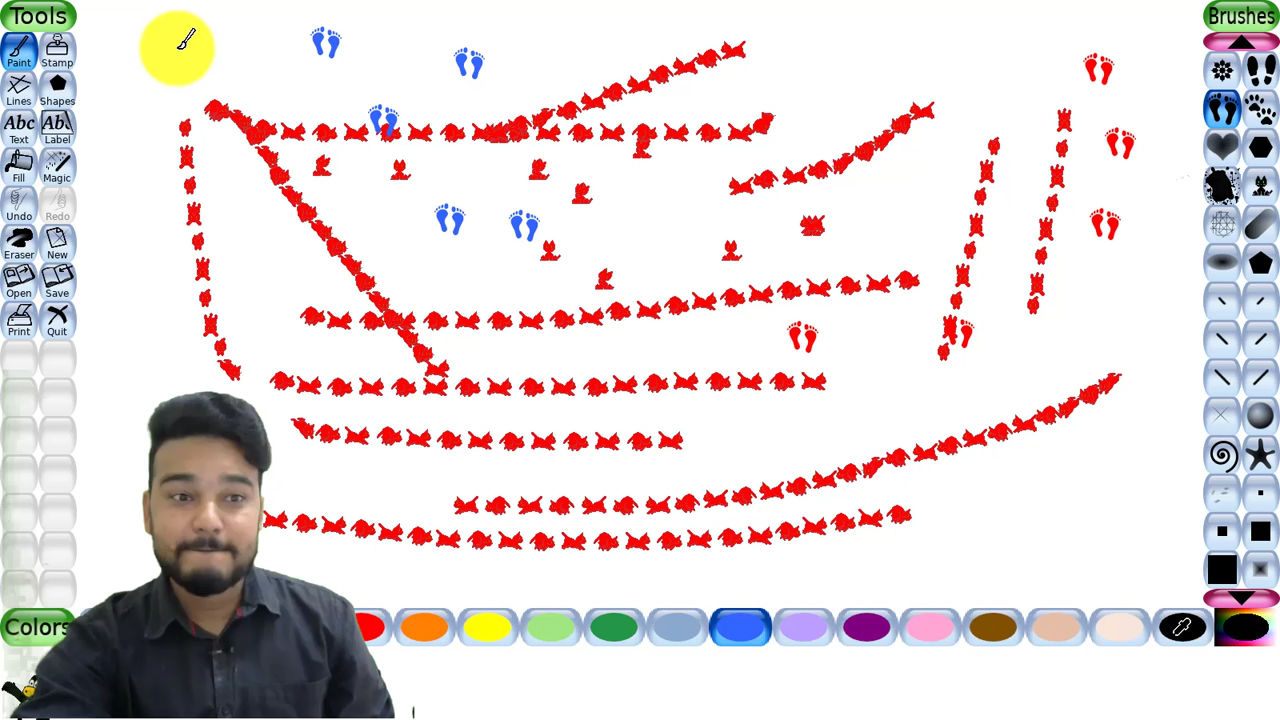 Tools
Brushes
Paint
Stamp
Lines
Shapes
Abc
Text
Ab\
Label
Fill
Magic
Undo
Redo
Eraser
New
Open
Save
Print
Quit
Colors